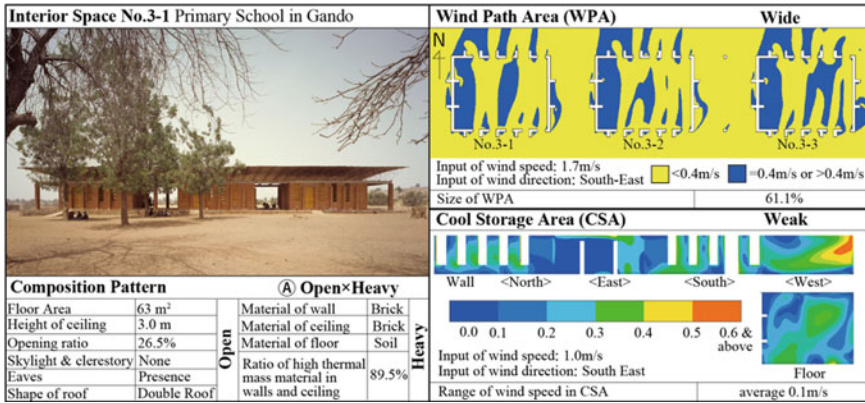 Interior Space No.3-1 Primary School in Gando
Composition Pattern
Ⓐ Open×Heavy
Floor Area 63 m²
Height of ceiling 3.0 m
Opening ratio 26.5%
Skylight & clerestory None
Eaves Presence
Shape of roof Double Roof
Open
Material of wall Brick
Material of ceiling Brick
Material of floor Soil
Ratio of high thermal
mass material in
walls and ceiling
89.5%
Heavy
Wind Path Area (WPA) Wide
N
No.3-1 No.3-2 No.3-3
Input of wind speed: 1.7m/s
Input of wind direction: South-East
<0.4m/s =0.4m/s or >0.4m/s
Size of WPA 61.1%
Cool Storage Area (CSA) Weak
Wall <North> <East> <South> <West>
0.0 0.1 0.2 0.3 0.4 0.5 0.6 &
above
Input of wind speed: 1.0m/s
Input of wind direction: South East
Floor
Range of wind speed in CSA average 0.1m/s